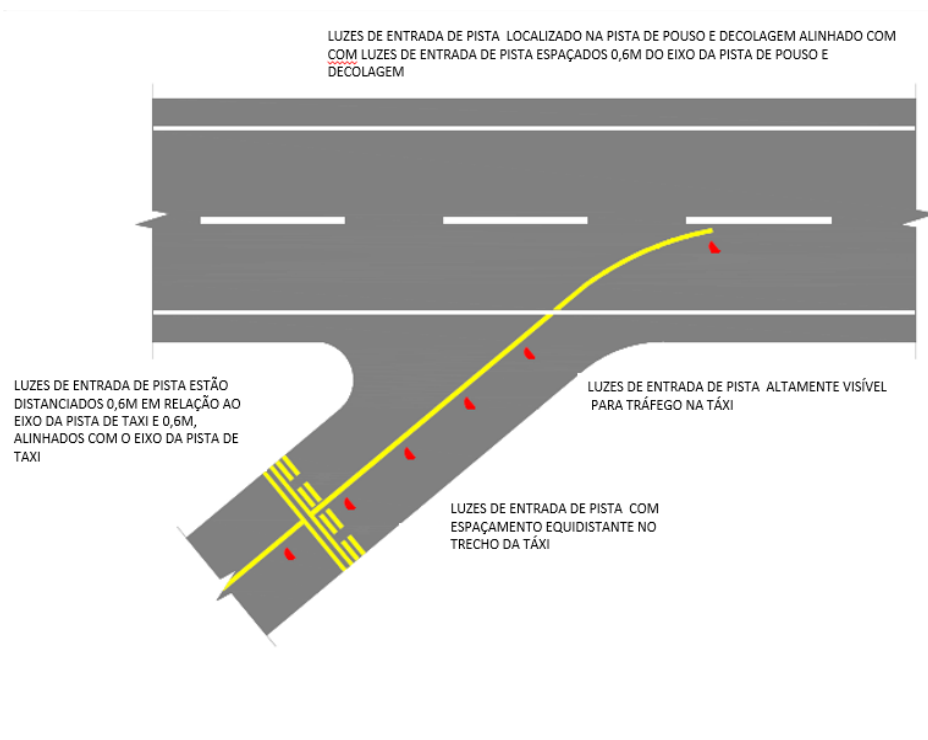 LUZES DE ENTRADA DE PISTA LOCALIZADO NA PISTA DE POUSO E DECOLAGEM ALINHADO COM
COM LUZES DE ENTRADA DE PISTA ESPAÇADOS 0,6M DO EIXO DA PISTA DE POUSO E
DECOLAGEM
LUZES DE ENTRADA DE PISTA ESTÃO
DISTANCIADOS 0,6M EM RELAÇÃO AO
EIXO DA PISTA DE TAXI E 0,6M,
ALINHADOS COM O EIXO DA PISTA DE
TAXI
LUZES DE ENTRADA DE PISTA ALTAMENTE VISÍVEL
PARA TRÁFEGO NA TÁXI
LUZES DE ENTRADA DE PISTA COM
ESPAÇAMENTO EQUIDISTANTE NO
TRECHO DA TÁXI